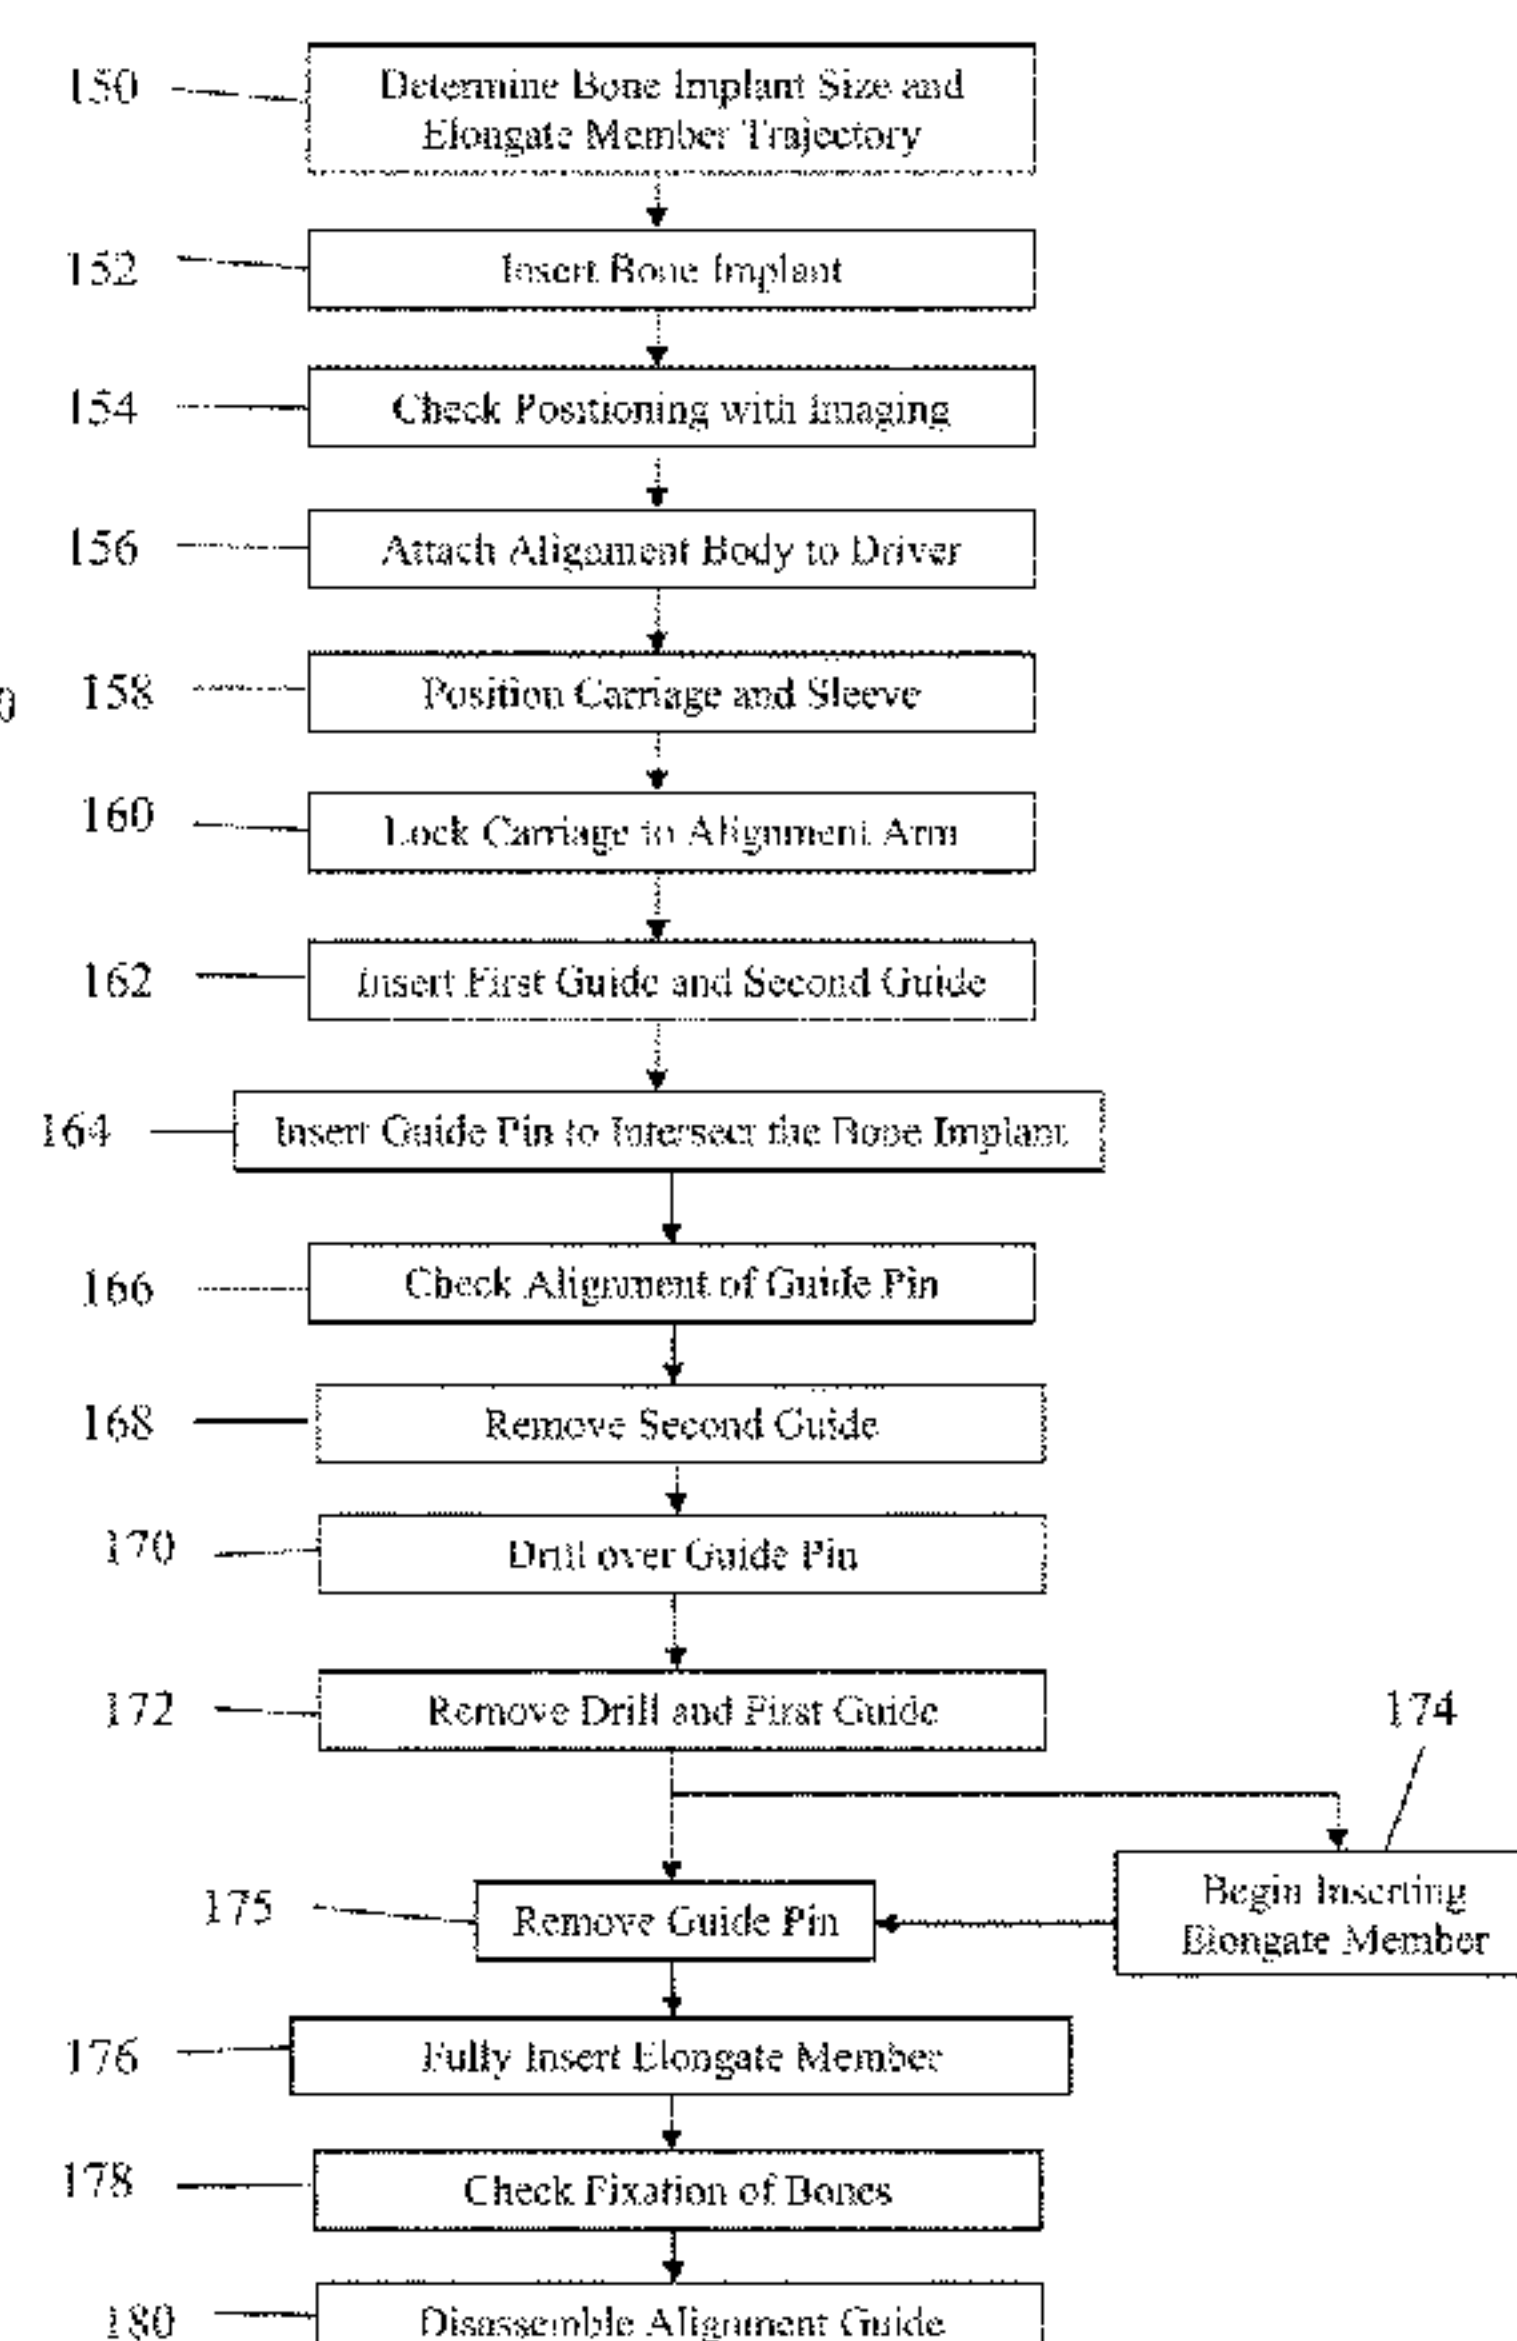 150
Determine Bone Implant Size and
Elongate Member Trajectory
152
Insert Bone Implant
154
Check Positioning with Imaging
156
Attach Alignment Body to Driver
158
Position Carriage and Sleeve
160
Lock Carriage to Alignment Arm
162
Insert First Guide and Second Guide
164
Insert Guide Pin to Intersect the Bone Implant
166
Check Alignment of Guide Pin
168
Remove Second Guide
170
Drill over Guide Pin
172
Remove Drill and First Guide
174
Begin Inserting
Elongate Member
175
Remove Guide Pin
176
Fully Insert Elongate Member
178
Check Fixation of Bones
180
Disassemble Alignment Guide